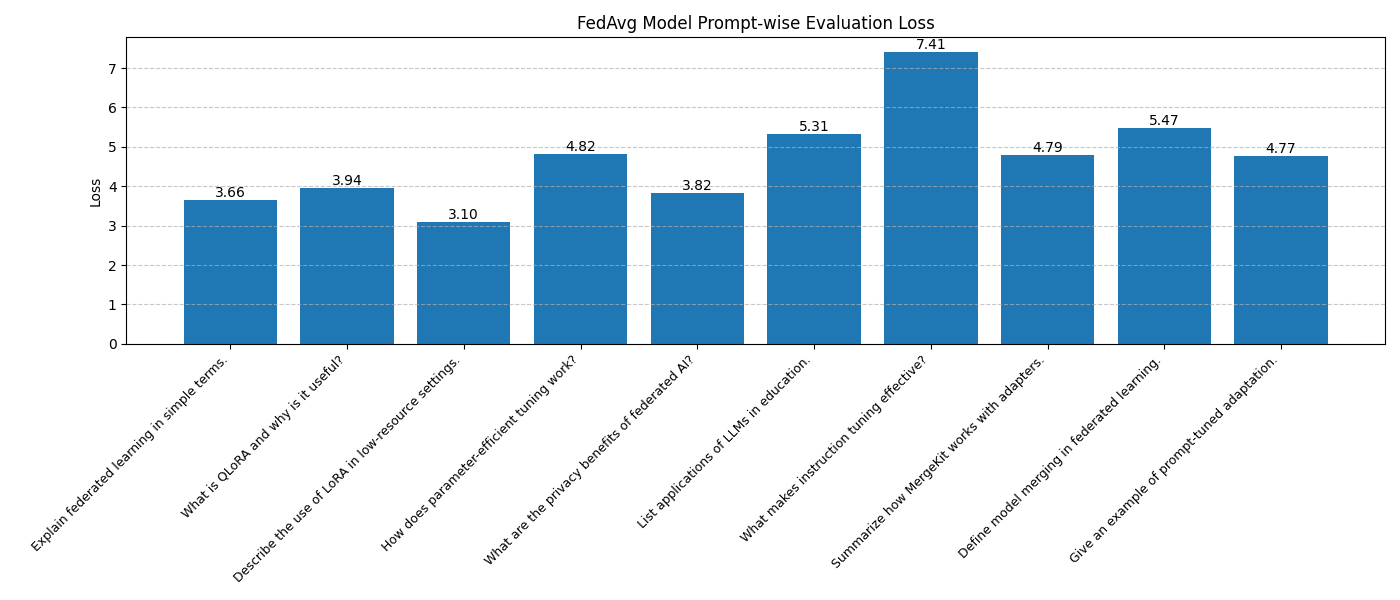 FedAvg Model Prompt-wise Evaluation Loss
Loss
7
6
5
4
3
2
1
0
3.66
3.94
3.10
4.82
3.82
5.31
7.41
4.79
5.47
4.77
Explain federated learning in simple terms.
What is QLoRA and why is it useful?
Describe the use of LoRA in low-resource settings.
How does parameter-efficient tuning work?
What are the privacy benefits of federated AI?
List applications of LLMs in education.
What makes instruction tuning effective?
Summarize how MergeKit works with adapters.
Define model merging in federated learning.
Give an example of prompt-tuned adaptation.